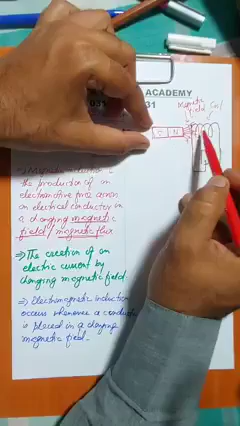 ACADEMY
031 31
Magnetic
field Coil
S N
the production of an
electromotive force across
an electrical conductor in
a changing magnetic
field / magnetic flux
⇒ The creation of an
electric current by
changing magnetic field.
⇒ Electromagnetic induction
occurs whenever a conductor
is placed in a changing
magnetic field.